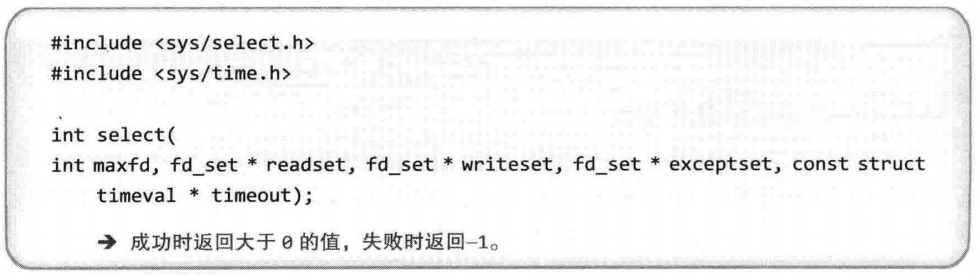 #include <sys/select.h>
#include <sys/time.h>
int select(
int maxfd, fd_set * readset, fd_set * writeset, fd_set * exceptset, const struct
timeval * timeout);
➔ 成功时返回大于 0 的值，失败时返回–1。